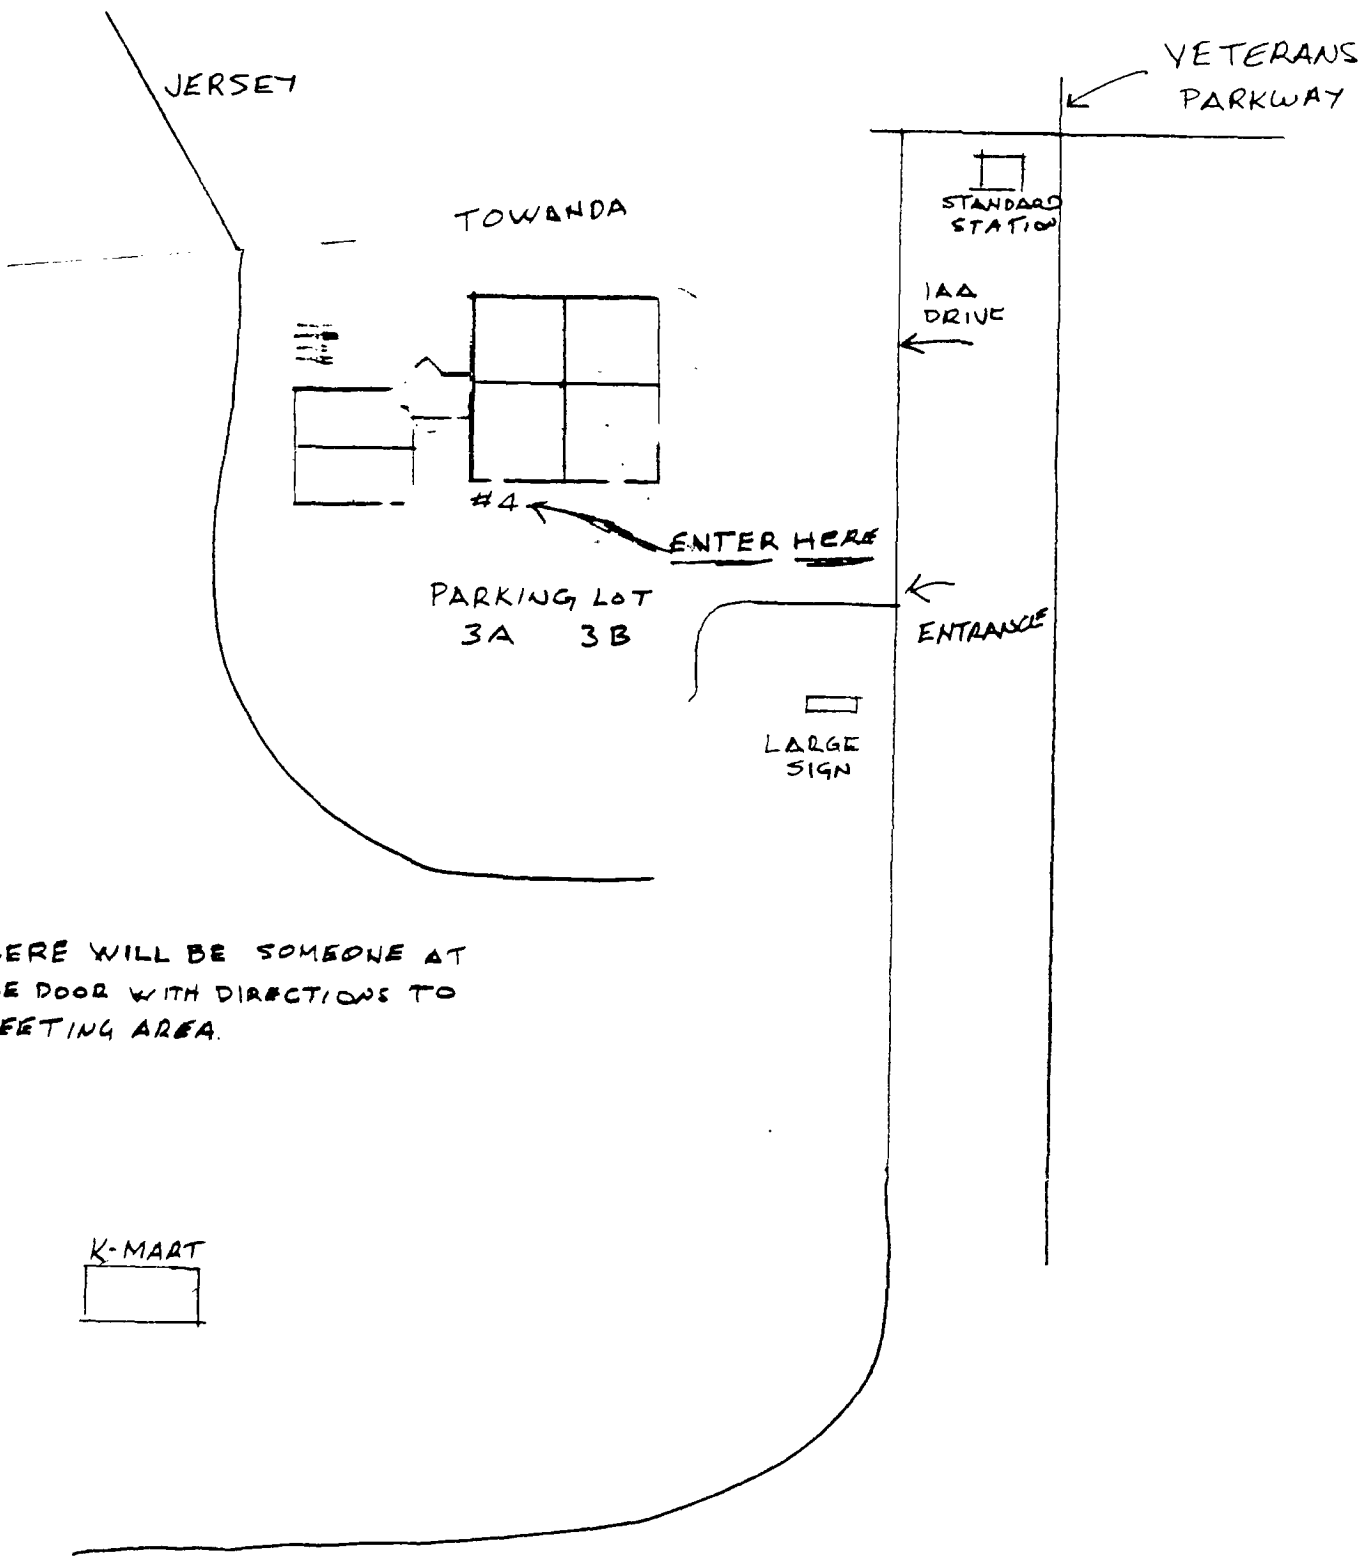 JERSEY
VETERANS
PARKWAY
TOWANDA
STANDARD
STATION
IAA
DRIVE
#4
ENTER HERE
PARKING LOT
3A 3B
ENTRANCE
LARGE
SIGN
ERE WILL BE SOMEONE AT
E DOOR WITH DIRECTIONS TO
EETING AREA.
K-MART